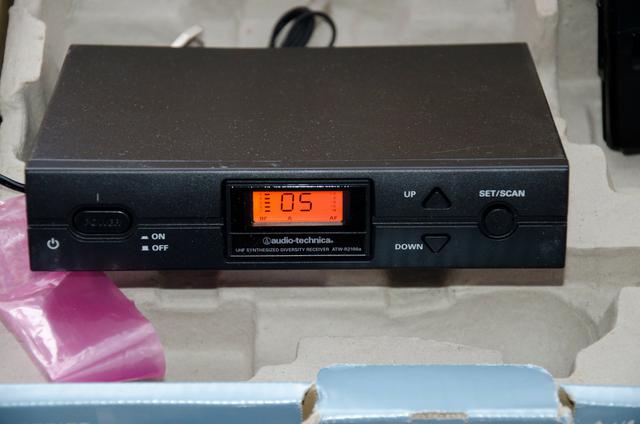 POWER
ON
OFF
05
RF A AF
audio-technica®
UHF SYNTHESIZED DIVERSITY RECEIVER ATW-R2100a
UP
DOWN
SET/SCAN